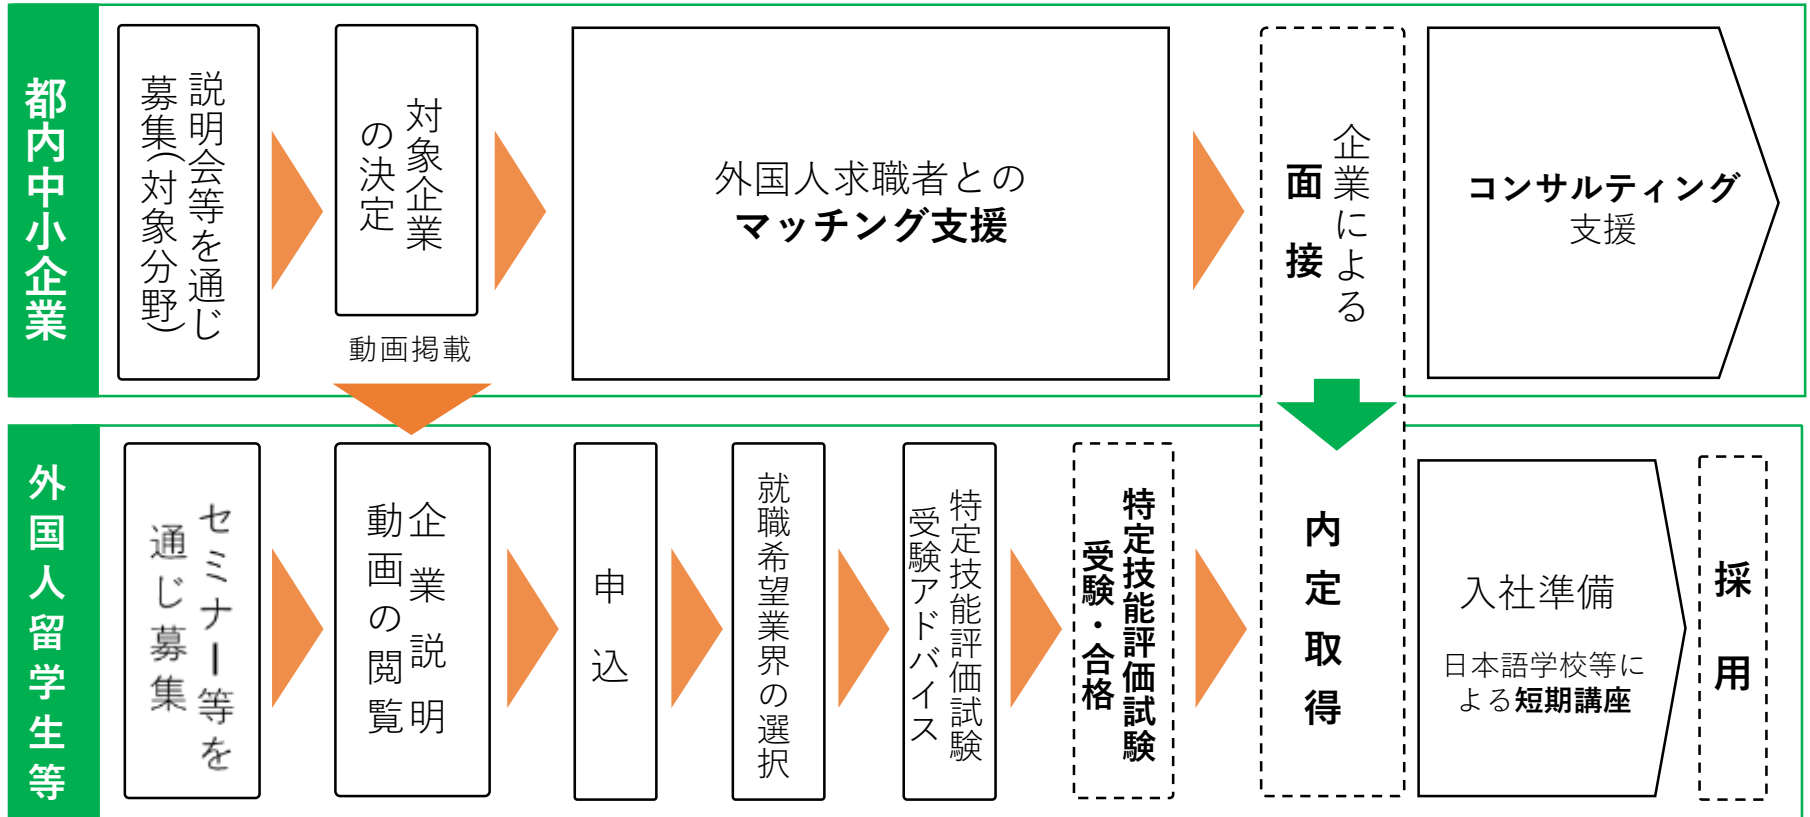 都内中小企業
説明会等を通じ
募集(対象分野)
対象企業
の決定
動画掲載
外国人求職者との
マッチング支援
企業による
面接
コンサルティング
支援
外国人留学生等
セミナー等を
通じ募集
企業説明
動画の閲覧
申込
就職希望業界の選択
特定技能評価試験
受験アドバイス
特定技能評価試験
受験・合格
内定取得
入社準備
日本語学校等に
よる短期講座
採用